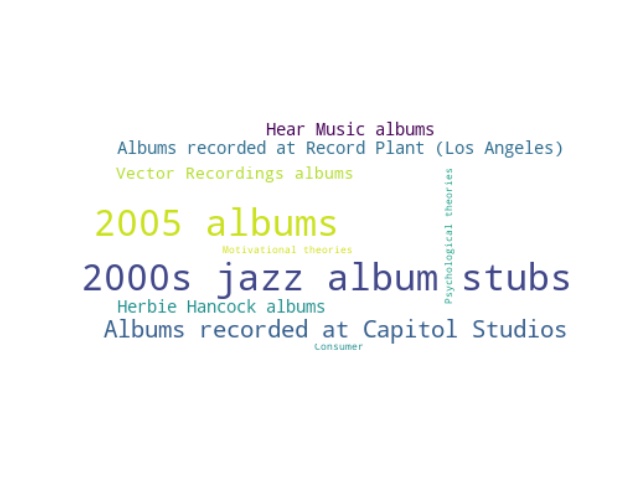 Hear Music albums
Albums recorded at Record Plant (Los Angeles)
Vector Recordings albums
Psychological theories
2005 albums
Motivational theories
2000s jazz album stubs
Herbie Hancock albums
Albums recorded at Capitol Studios
Consumer